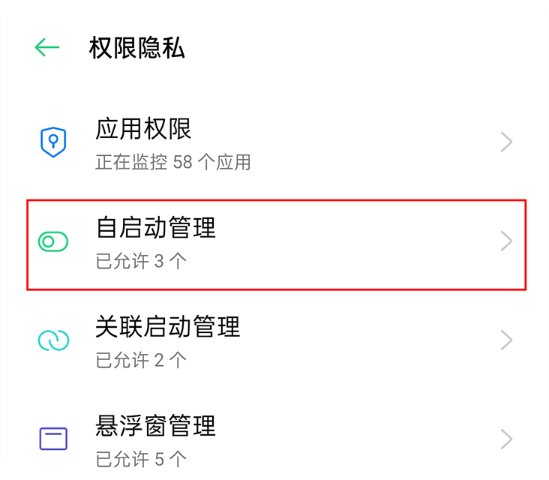 权限隐私
应用权限
正在监控 58 个应用
自启动管理
已允许 3 个
关联启动管理
已允许 2 个
悬浮窗管理
已允许 5 个